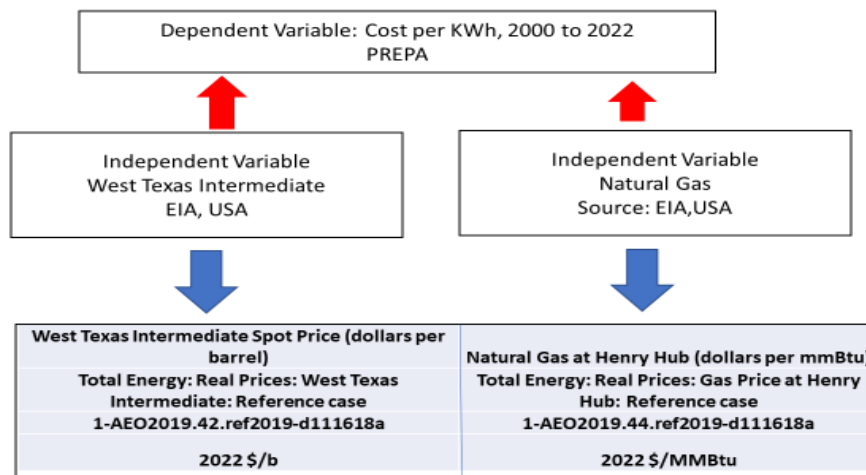 Dependent Variable: Cost per KWh, 2000 to 2022
PREPA
Independent Variable
West Texas Intermediate
EIA, USA
Independent Variable
Natural Gas
Source: EIA,USA
West Texas Intermediate Spot Price (dollars per
barrel)
Total Energy: Real Prices: West Texas
Intermediate: Reference case
1-AEO2019.42.ref2019-d111618a
2022 $/b
Natural Gas at Henry Hub (dollars per mmBtu)
Total Energy: Real Prices: Gas Price at Henry
Hub: Reference case
1-AEO2019.44.ref2019-d111618a
2022 $/MMBtu